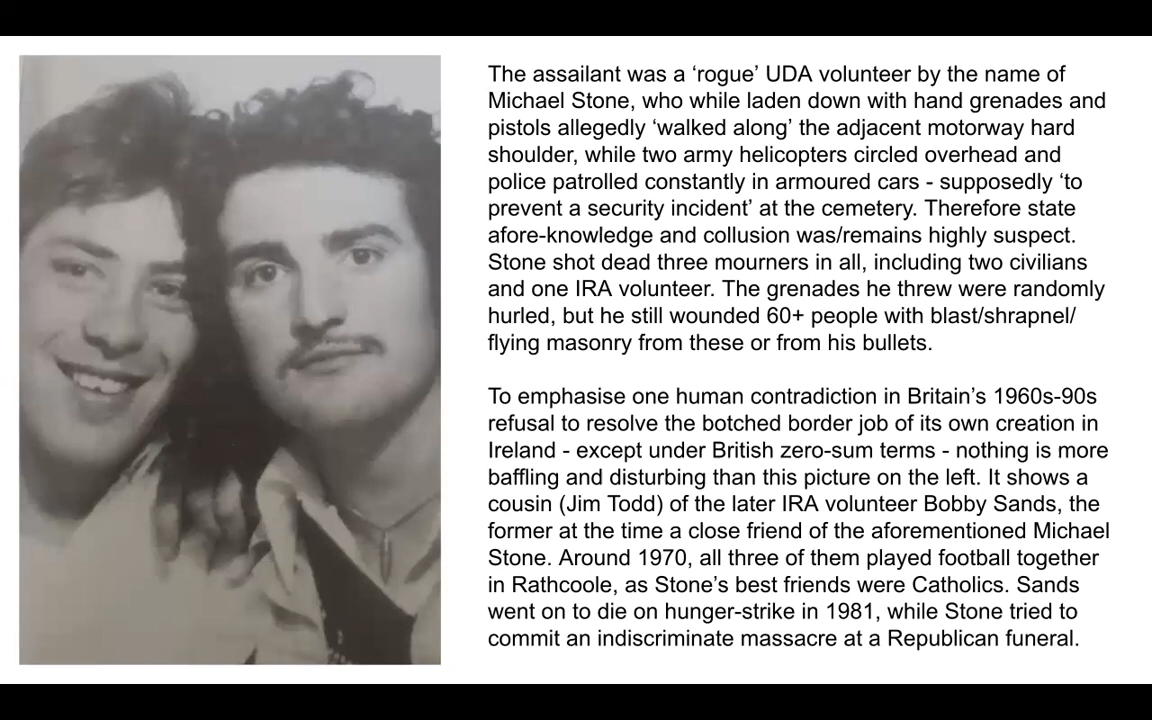 The assailant was a ‘rogue’ UDA volunteer by the name of
Michael Stone, who while laden down with hand grenades and
pistols allegedly ‘walked along’ the adjacent motorway hard
shoulder, while two army helicopters circled overhead and
police patrolled constantly in armoured cars - supposedly ‘to
prevent a security incident’ at the cemetery. Therefore state
afore-knowledge and collusion was/remains highly suspect.
Stone shot dead three mourners in all, including two civilians
and one IRA volunteer. The grenades he threw were randomly
hurled, but he still wounded 60+ people with blast/shrapnel/
flying masonry from these or from his bullets.
To emphasise one human contradiction in Britain’s 1960s-90s
refusal to resolve the botched border job of its own creation in
Ireland - except under British zero-sum terms - nothing is more
baffling and disturbing than this picture on the left. It shows a
cousin (Jim Todd) of the later IRA volunteer Bobby Sands, the
former at the time a close friend of the aforementioned Michael
Stone. Around 1970, all three of them played football together
in Rathcoole, as Stone’s best friends were Catholics. Sands
went on to die on hunger-strike in 1981, while Stone tried to
commit an indiscriminate massacre at a Republican funeral.